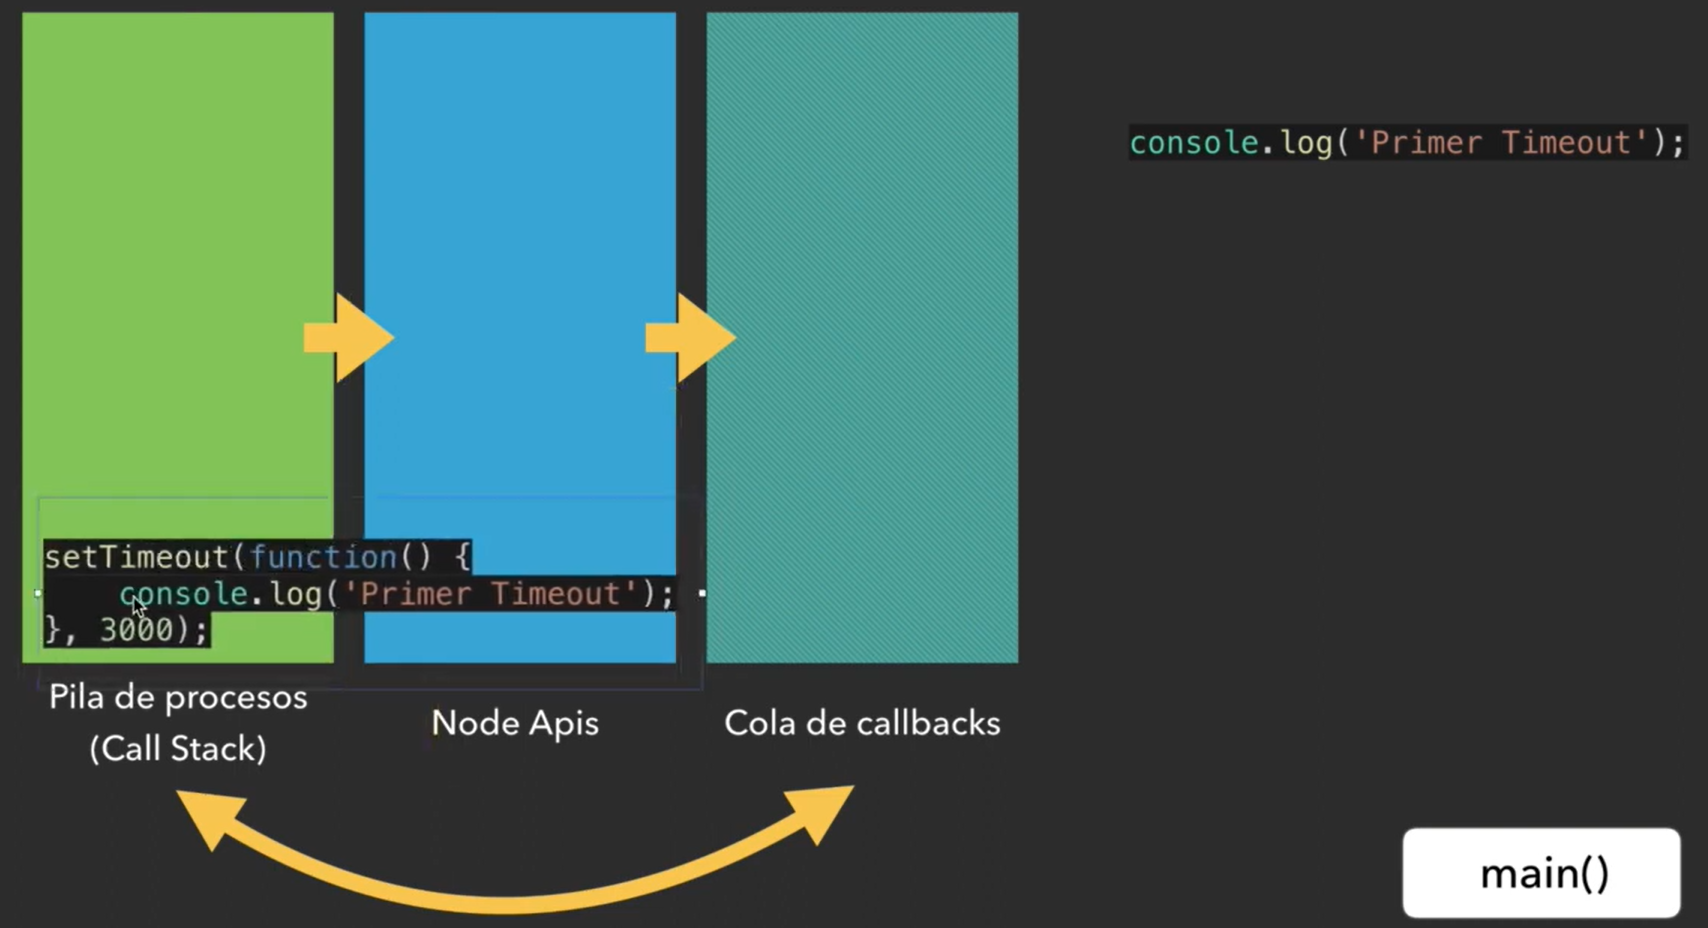 console.log('Primer Timeout');
setTimeout(function() {
    console.log('Primer Timeout');
}, 3000);
Pila de procesos
(Call Stack)
Node Apis
Cola de callbacks
main()